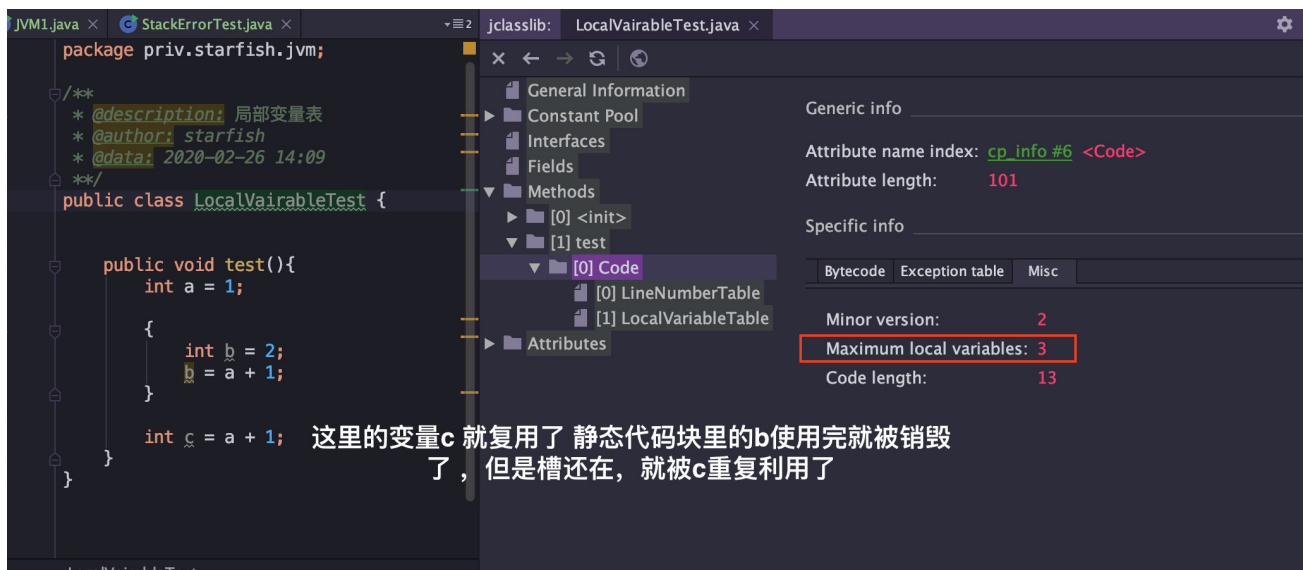 JVM1.java
StackErrorTest.java
2
jclasslib:
LocalVairableTest.java
package priv.starfish.jvm;
/**
* @description: 局部变量表
* @author: starfish
* @data: 2020-02-26 14:09
**/
public class LocalVairableTest {
public void test(){
int a = 1;
{
int b = 2;
b = a + 1;
}
int c = a + 1;
}
}
General Information
Constant Pool
Interfaces
Fields
Methods
[0] <init>
[1] test
[0] Code
[0] LineNumberTable
[1] LocalVariableTable
Attributes
Generic info
Attribute name index: cp_info #6 <Code>
Attribute length: 101
Specific info
Bytecode Exception table Misc
Minor version: 2
Maximum local variables: 3
Code length: 13
这里的变量c 就复用了 静态代码块里的b使用完就被销毁
了 ，但是槽还在，就被c重复利用了